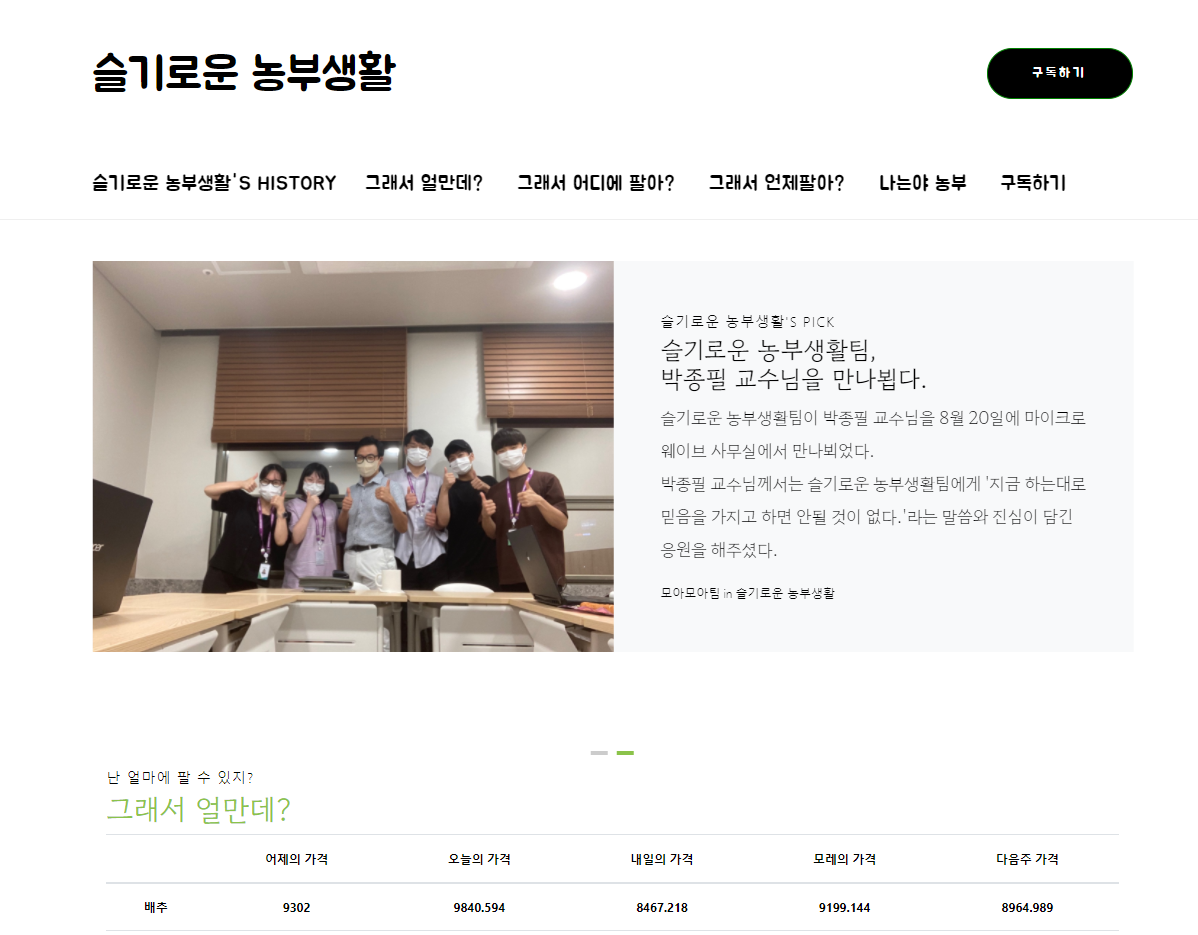 슬기로운 농부생활
구독하기
슬기로운 농부생활'S HISTORY 그래서 얼만데? 그래서 어디에 팔아? 그래서 언제팔아? 나는야 농부 구독하기
슬기로운 농부생활'S PICK
슬기로운 농부생활팀,
박종필 교수님을 만나뵙다.
슬기로운 농부생활팀이 박종필 교수님을 8월 20일에 마이크로
웨이브 사무실에서 만나뵈었다.
박종필 교수님께서는 슬기로운 농부생활팀에게 '지금 하는대로
믿음을 가지고 하면 안될 것이 없다.'라는 말씀와 진심이 담긴
응원을 해주셨다.
모아모아팀 in 슬기로운 농부생활
난 얼마에 팔 수 있지?
그래서 얼만데?
어제의 가격 오늘의 가격 내일의 가격 모레의 가격 다음주 가격
배추 9302 9840.594 8467.218 9199.144 8964.989